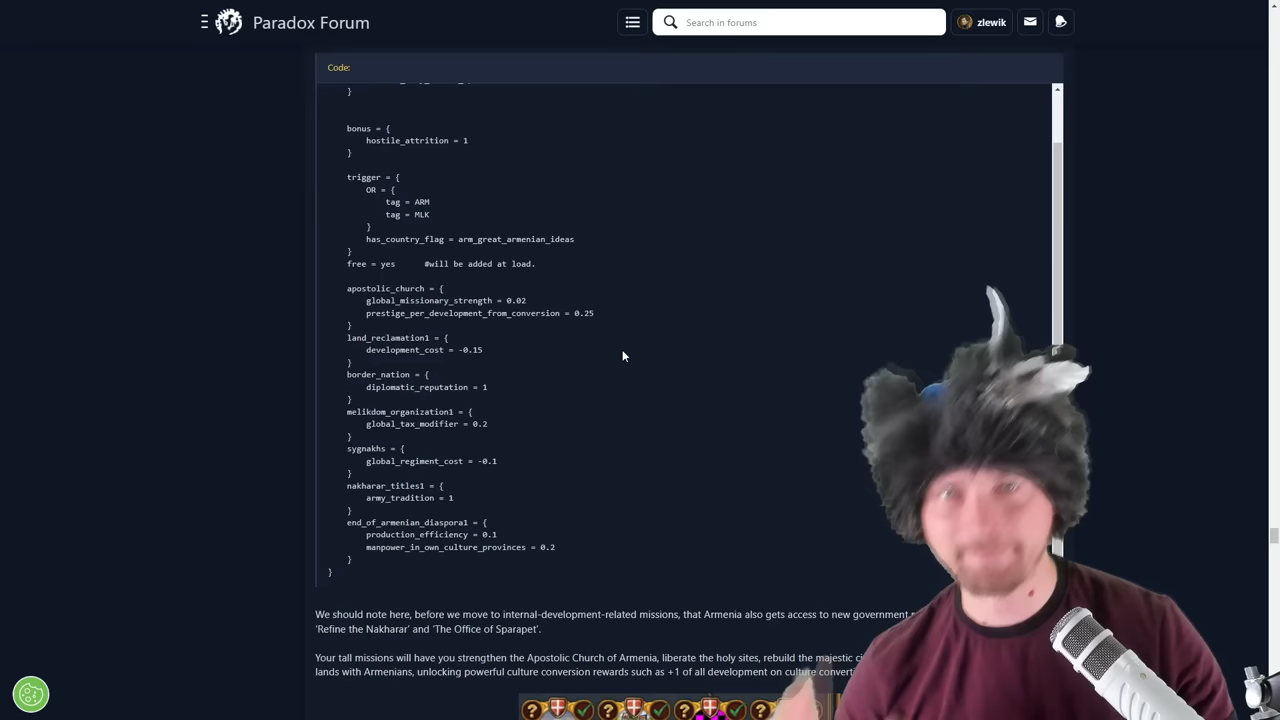 Paradox Forum
Search in forums
zlewik
Code:
}
bonus = {
hostile_attrition = 1
}
trigger = {
OR = {
tag = ARM
tag = MLK
}
has_country_flag = arm_great_armenian_ideas
}
free = yes #will be added at load.
apostolic_church = {
global_missionary_strength = 0.02
prestige_per_development_from_conversion = 0.25
}
land_reclamation1 = {
development_cost = -0.15
}
border_nation = {
diplomatic_reputation = 1
}
melikdom_organization1 = {
global_tax_modifier = 0.2
}
sygnakhs = {
global_regiment_cost = -0.1
}
nakharar_titles1 = {
army_tradition = 1
}
end_of_armenian_diaspora1 = {
production_efficiency = 0.1
manpower_in_own_culture_provinces = 0.2
}
}
We should note here, before we move to internal-development-related missions, that Armenia also gets access to new government
'Refine the Nakharar' and 'The Office of Sparapet'.
Your tall missions will have you strengthen the Apostolic Church of Armenia, liberate the holy sites, rebuild the majestic
lands with Armenians, unlocking powerful culture conversion rewards such as +1 of all development on culture